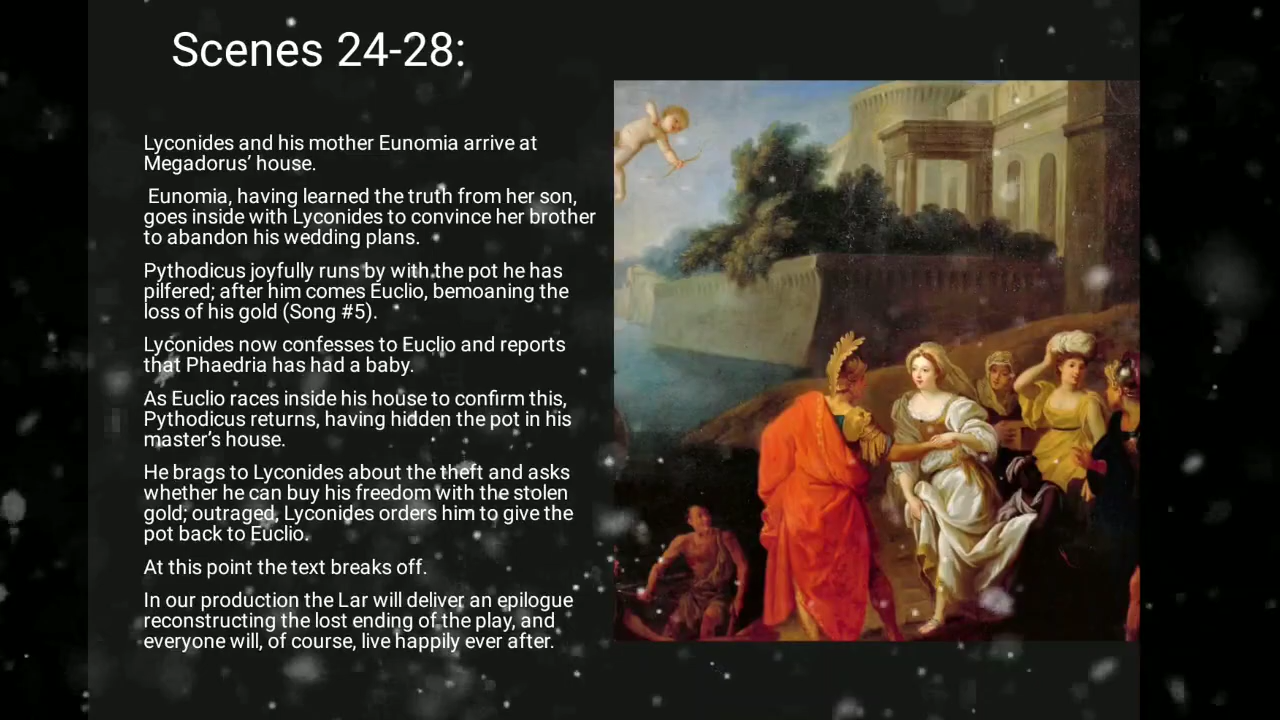 Scenes 24-28:
Lyconides and his mother Eunomia arrive at
Megadorus’ house.
Eunomia, having learned the truth from her son,
goes inside with Lyconides to convince her brother
to abandon his wedding plans.
Pythodicus joyfully runs by with the pot he has
pilfered; after him comes Euclio, bemoaning the
loss of his gold (Song #5).
Lyconides now confesses to Euclio and reports
that Phaedria has had a baby.
As Euclio races inside his house to confirm this,
Pythodicus returns, having hidden the pot in his
master’s house.
He brags to Lyconides about the theft and asks
whether he can buy his freedom with the stolen
gold; outraged, Lyconides orders him to give the
pot back to Euclio.
At this point the text breaks off.
In our production the Lar will deliver an epilogue
reconstructing the lost ending of the play, and
everyone will, of course, live happily ever after.